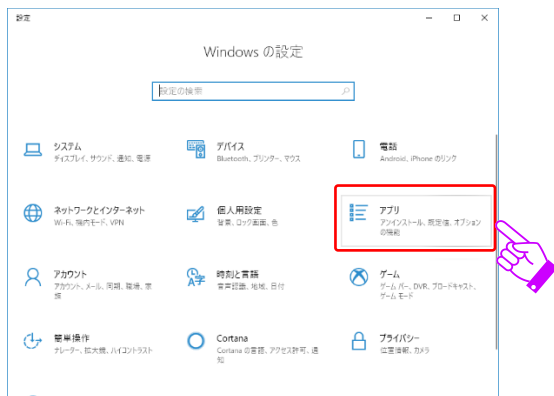 設定
Windows の設定
設定の検索
システム
ディスプレイ、サウンド、通知、電源
デバイス
Bluetooth、プリンター、マウス
電話
Android、iPhone のリンク
ネットワークとインターネット
Wi-Fi、機内モード、VPN
個人用設定
背景、ロック画面、色
アプリ
アンインストール、既定値、オプション
の機能
アカウント
アカウント、メール、同期、職場、家
族
時刻と言語
音声認識、地域、日付
ゲーム
ゲーム バー、DVR、ブロードキャスト、
ゲーム モード
簡単操作
ナレーター、拡大鏡、ハイコントラスト
Cortana
Cortana の言語、アクセス許可、通
知
プライバシー
位置情報、カメラ